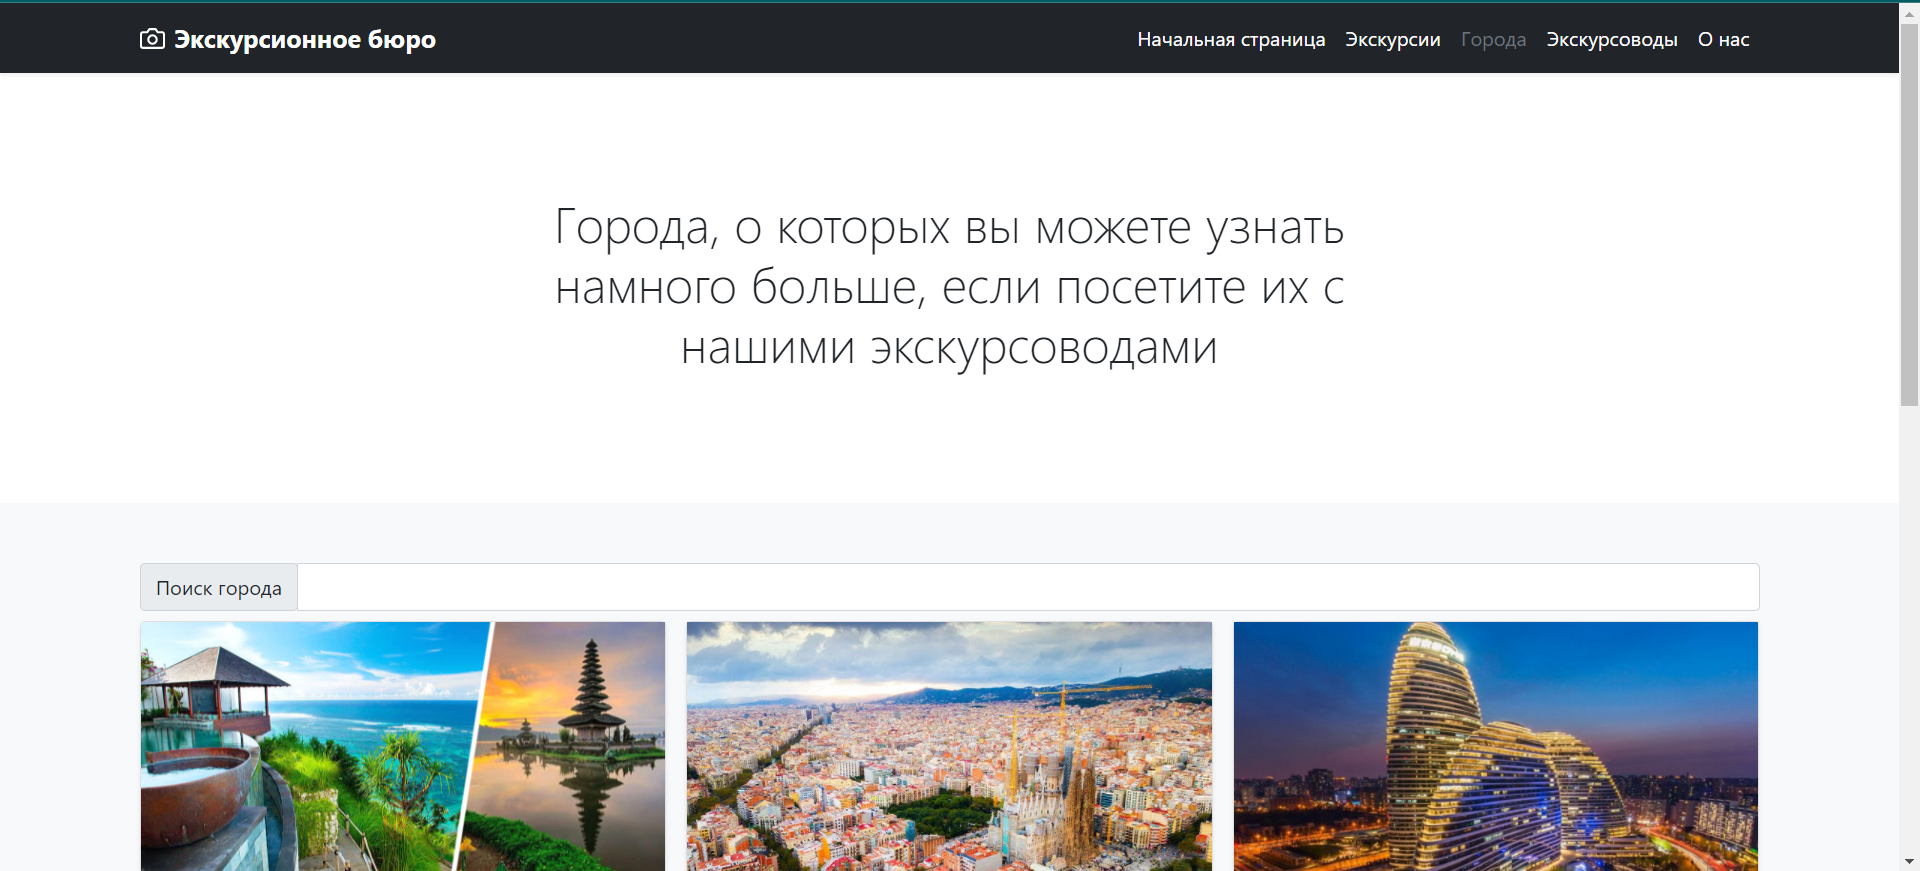 Экскурсионное бюро
Начальная страница Экскурсии Города Экскурсоводы О нас
Города, о которых вы можете узнать
намного больше, если посетите их с
нашими экскурсоводами
Поиск города